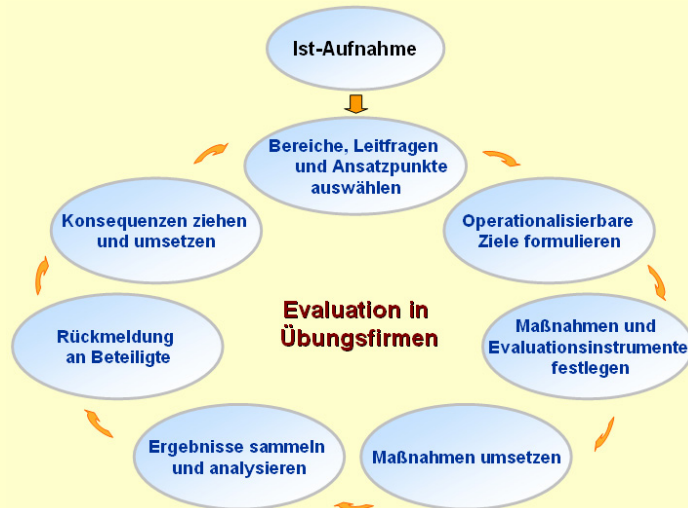 Ist-Aufnahme
Bereiche, Leitfragen
und Ansatzpunkte
auswählen
Operationalisierbare
Ziele formulieren
Maßnahmen und
Evaluationsinstrumente
festlegen
Maßnahmen umsetzen
Ergebnisse sammeln
und analysieren
Rückmeldung
an Beteiligte
Konsequenzen ziehen
und umsetzen
Evaluation in
Übungsfirmen